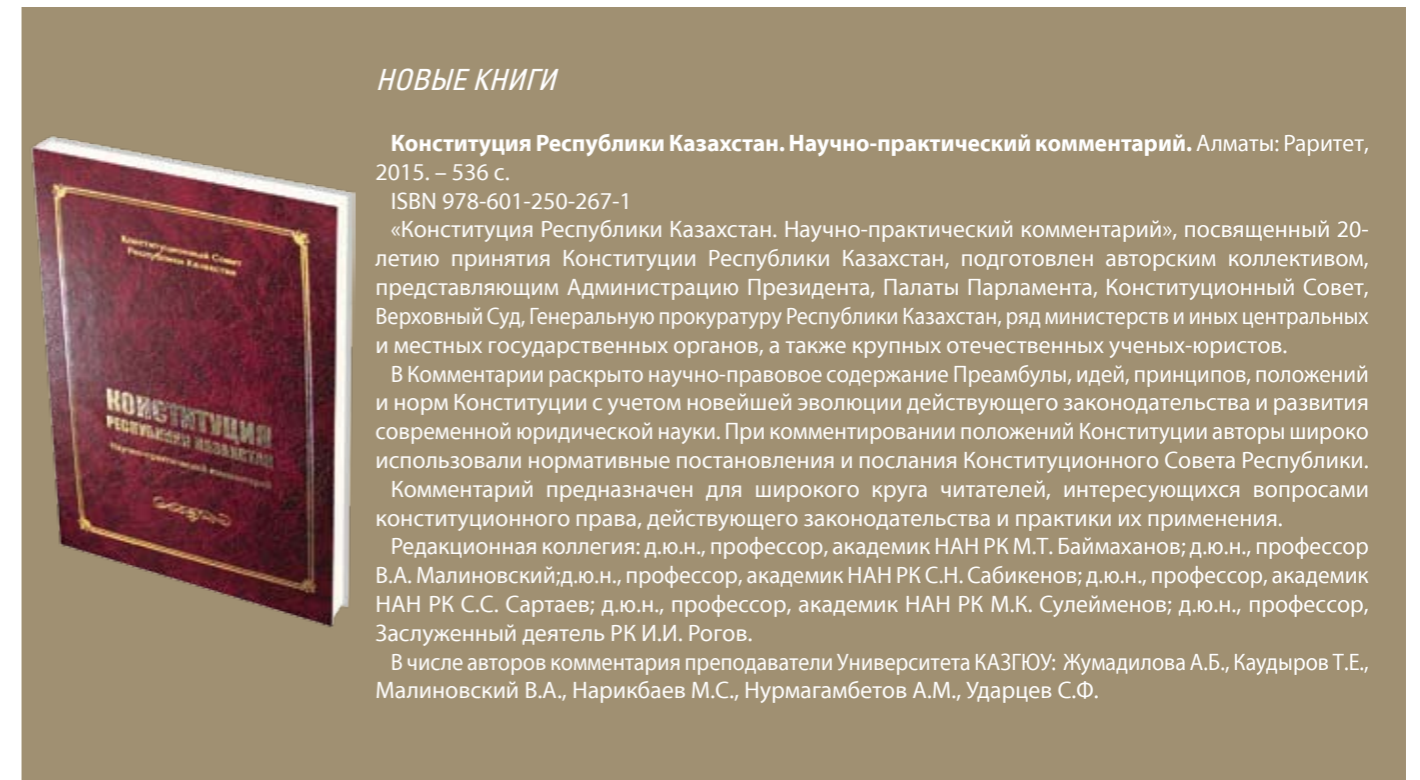 НОВЫЕ КНИГИ
Конституция Республики Казахстан. Научно-практический комментарий. Алматы: Раритет,
2015. – 536 с.
ISBN 978-601-250-267-1
«Конституция Республики Казахстан. Научно-практический комментарий», посвященный 20-
летию принятия Конституции Республики Казахстан, подготовлен авторским коллективом,
представляющим Администрацию Президента, Палаты Парламента, Конституционный Совет,
Верховный Суд, Генеральную прокуратуру Республики Казахстан, ряд министерств и иных центральных
и местных государственных органов, а также крупных отечественных ученых-юристов.
В Комментарии раскрыто научно-правовое содержание Преамбулы, идей, принципов, положений
и норм Конституции с учетом новейшей эволюции действующего законодательства и развития
современной юридической науки. При комментировании положений Конституции авторы широко
использовали нормативные постановления и послания Конституционного Совета Республики.
Комментарий предназначен для широкого круга читателей, интересующихся вопросами
конституционного права, действующего законодательства и практики их применения.
Редакционная коллегия: д.ю.н., профессор, академик НАН РК М.Т. Баймаханов; д.ю.н., профессор
В.А. Малиновский;д.ю.н., профессор, академик НАН РК С.Н. Сабикенов; д.ю.н., профессор, академик
НАН РК С.С. Сартаев; д.ю.н., профессор, академик НАН РК М.К. Сулейменов; д.ю.н., профессор,
Заслуженный деятель РК И.И. Рогов.
В числе авторов комментария преподаватели Университета КАЗГЮУ: Жумадилова А.Б., Каудыров Т.Е.,
Малиновский В.А., Нарикбаев М.С., Нурмагамбетов А.М., Ударцев С.Ф.
Конституционный Совет
Республики Казахстан
КОНСТИТУЦИЯ
РЕСПУБЛИКИ КАЗАХСТАН
Научно-практический комментарий